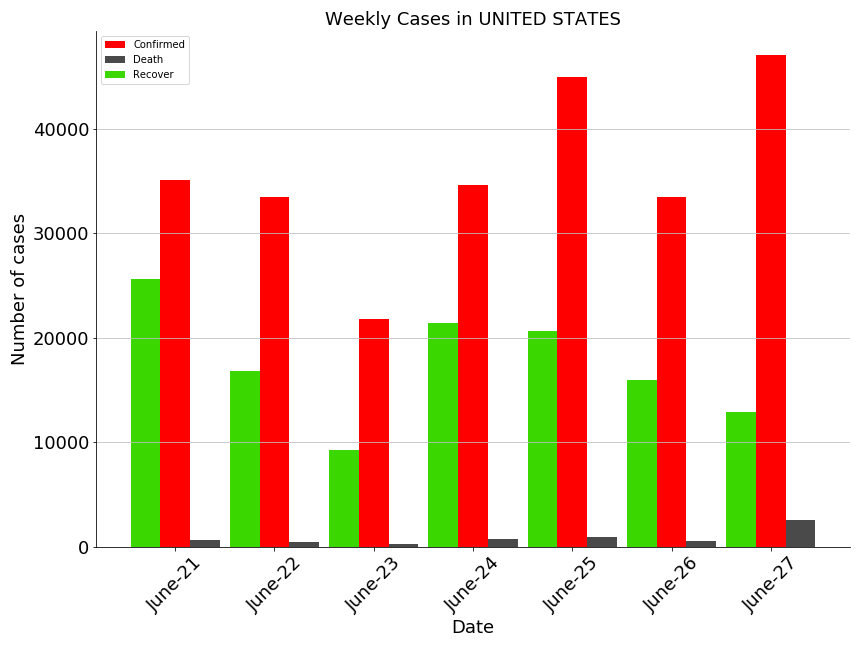 Weekly Cases in UNITED STATES
Confirmed
Death
Recover
Number of cases
40000
30000
20000
10000
0
June-21
June-22
June-23
June-24
June-25
June-26
June-27
Date